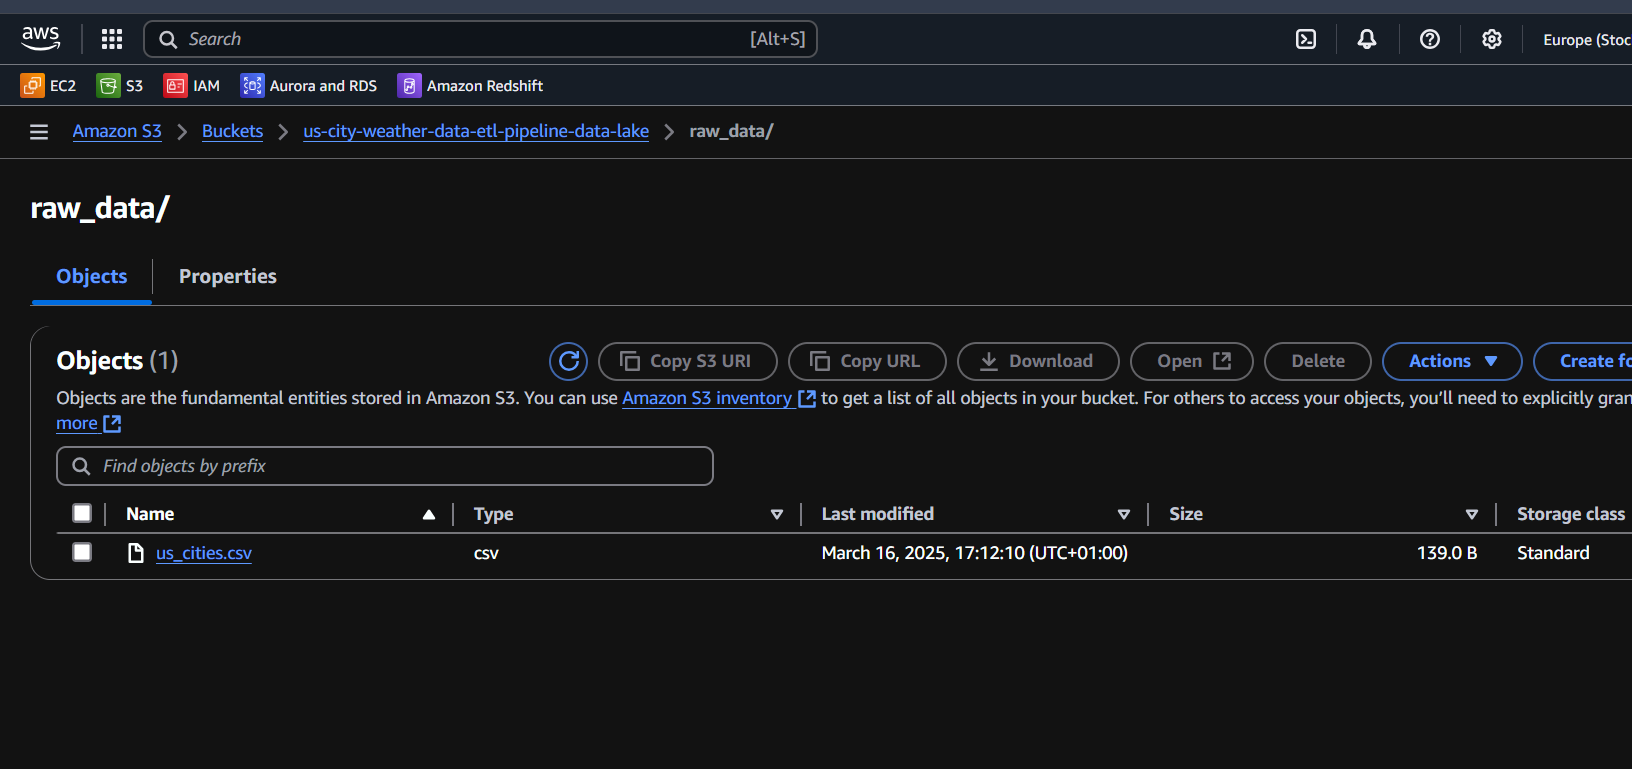 aws Search [Alt+S] Europe (Stoc
EC2 S3 IAM Aurora and RDS Amazon Redshift
Amazon S3 > Buckets > us-city-weather-data-etl-pipeline-data-lake > raw_data/
raw_data/
Objects Properties
Objects (1) Copy S3 URI Copy URL Download Open Delete Actions Create fo
Objects are the fundamental entities stored in Amazon S3. You can use Amazon S3 inventory to get a list of all objects in your bucket. For others to access your objects, you’ll need to explicitly gran
more
Find objects by prefix
Name Type Last modified Size Storage class
us_cities.csv csv March 16, 2025, 17:12:10 (UTC+01:00) 139.0 B Standard